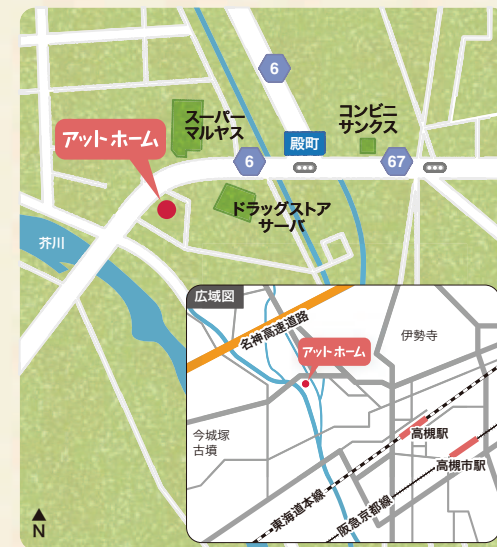 6
スーパー
マルヤス
コンビニ
サンクス
アットホーム
殿町
6
67
ドラッグストア
サーバ
芥川
広域図
名神高速道路
伊勢寺
アットホーム
今城塚
古墳
高槻駅
高槻市駅
東海道本線
阪急京都線
N